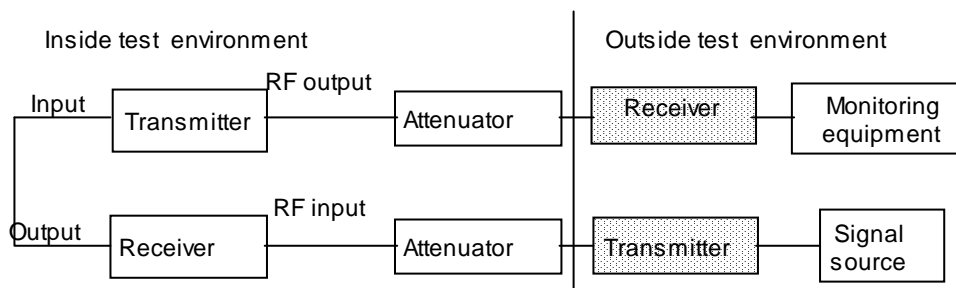 Inside test environment
Outside test environment
RF output
Input
Transmitter
Attenuator
Receiver
Monitoring
equipment
RF input
Output
Receiver
Attenuator
Transmitter
Signal
source